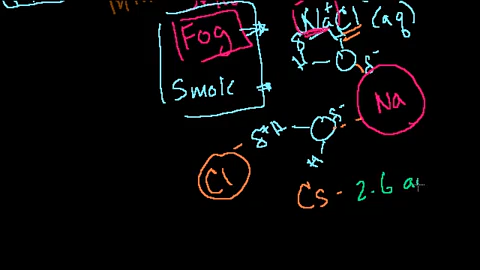 Fog
NaCl (aq)
Smoke
H — O δ⁻
Na
δ⁺H — O δ⁻
H
Cl
Cs - 2.6 a